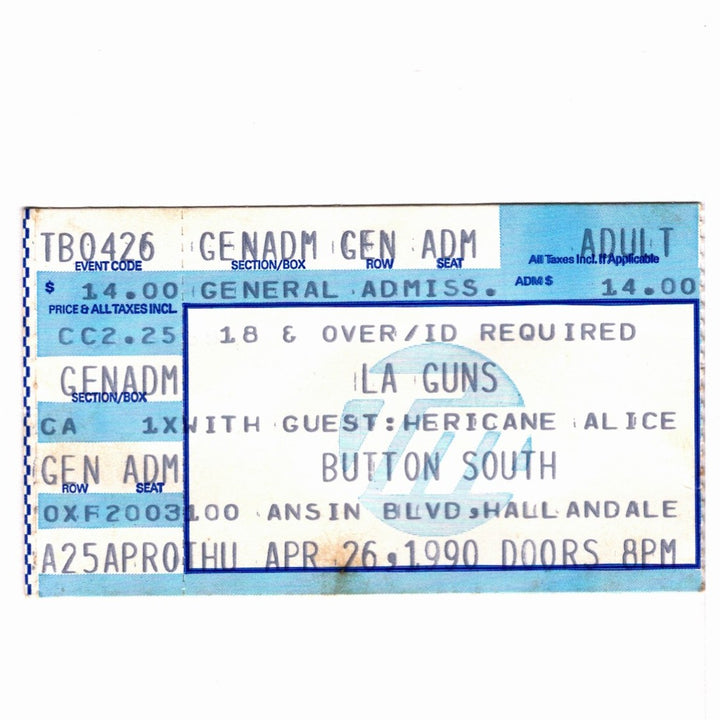 TB0426 GENADM GEN ADM ADULT
EVENT CODE SECTION/BOX ROW SEAT All Taxes Incl. If Applicable
$ 14.00 GENERAL ADMISS. ADM$ 14.00
PRICE & ALL TAXES INCL.
CC2.25 18 & OVER/ID REQUIRED
GENADM LA GUNS
SECTION/BOX
CA 1X WITH GUEST:HERICANE ALICE
GEN ADM BUTTON SOUTH
ROW SEAT
0XF2003 100 ANSIN BLVD,HALLANDALE
A25APR0 THU APR 26,1990 DOORS 8PM